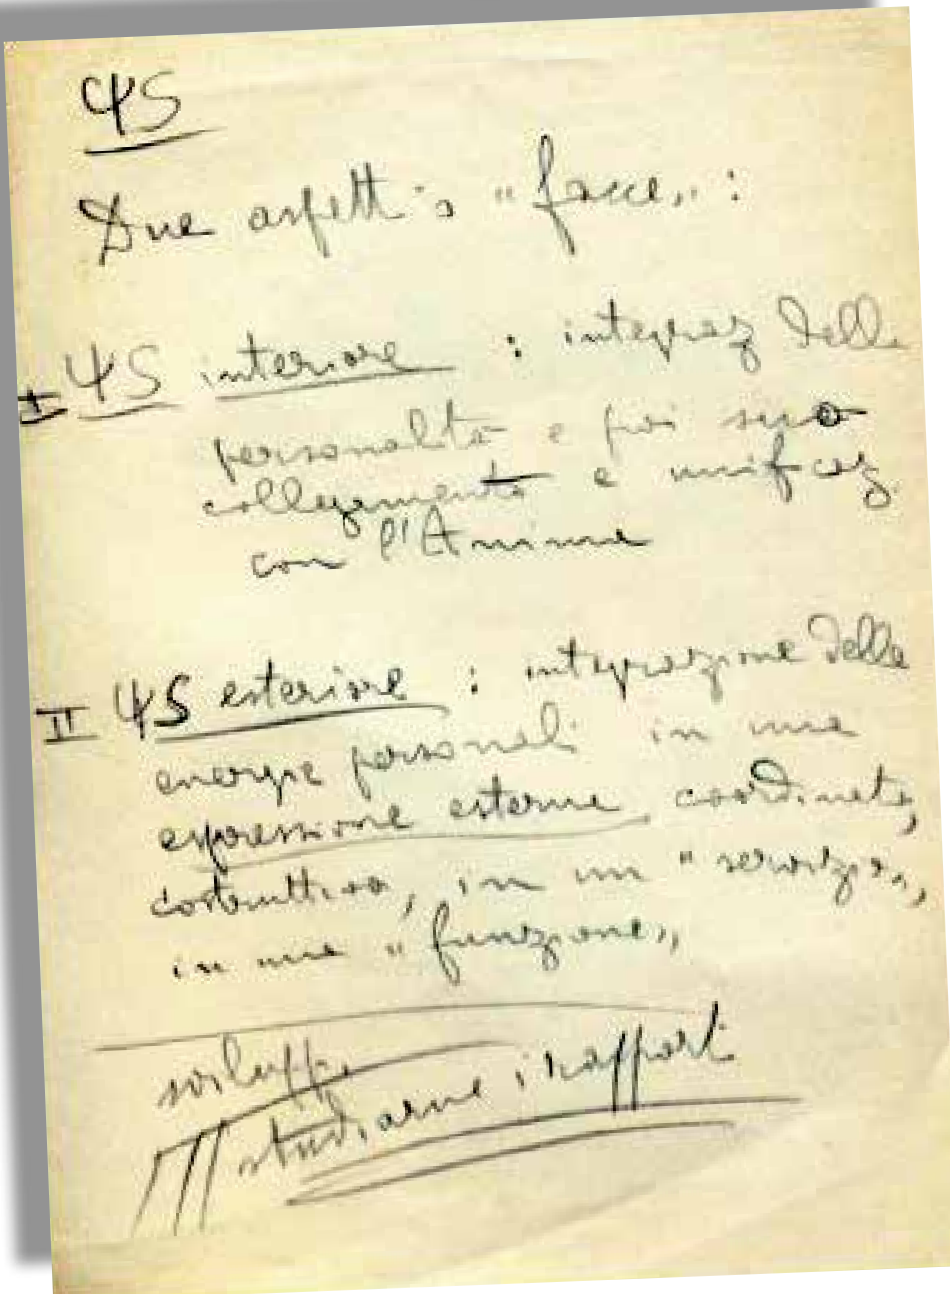 ΨS
Due aspetti o "facce":
I ΨS interiore : integraz della
personalità e poi suo
collegamento e unificaz.
con l'Anima
II ΨS esteriore : integrazione delle
energie personali in una
espressione esterna coordinata,
costruttiva, in un "servizio",
in una "funzione"
sviluppi
studiarne i rapporti